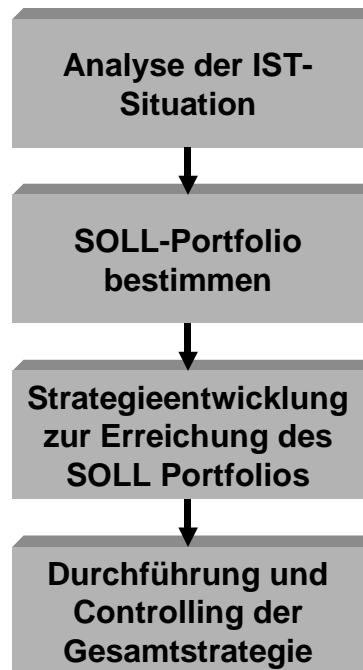 Analyse der IST-
Situation
SOLL-Portfolio
bestimmen
Strategieentwicklung
zur Erreichung des
SOLL Portfolios
Durchführung und
Controlling der
Gesamtstrategie